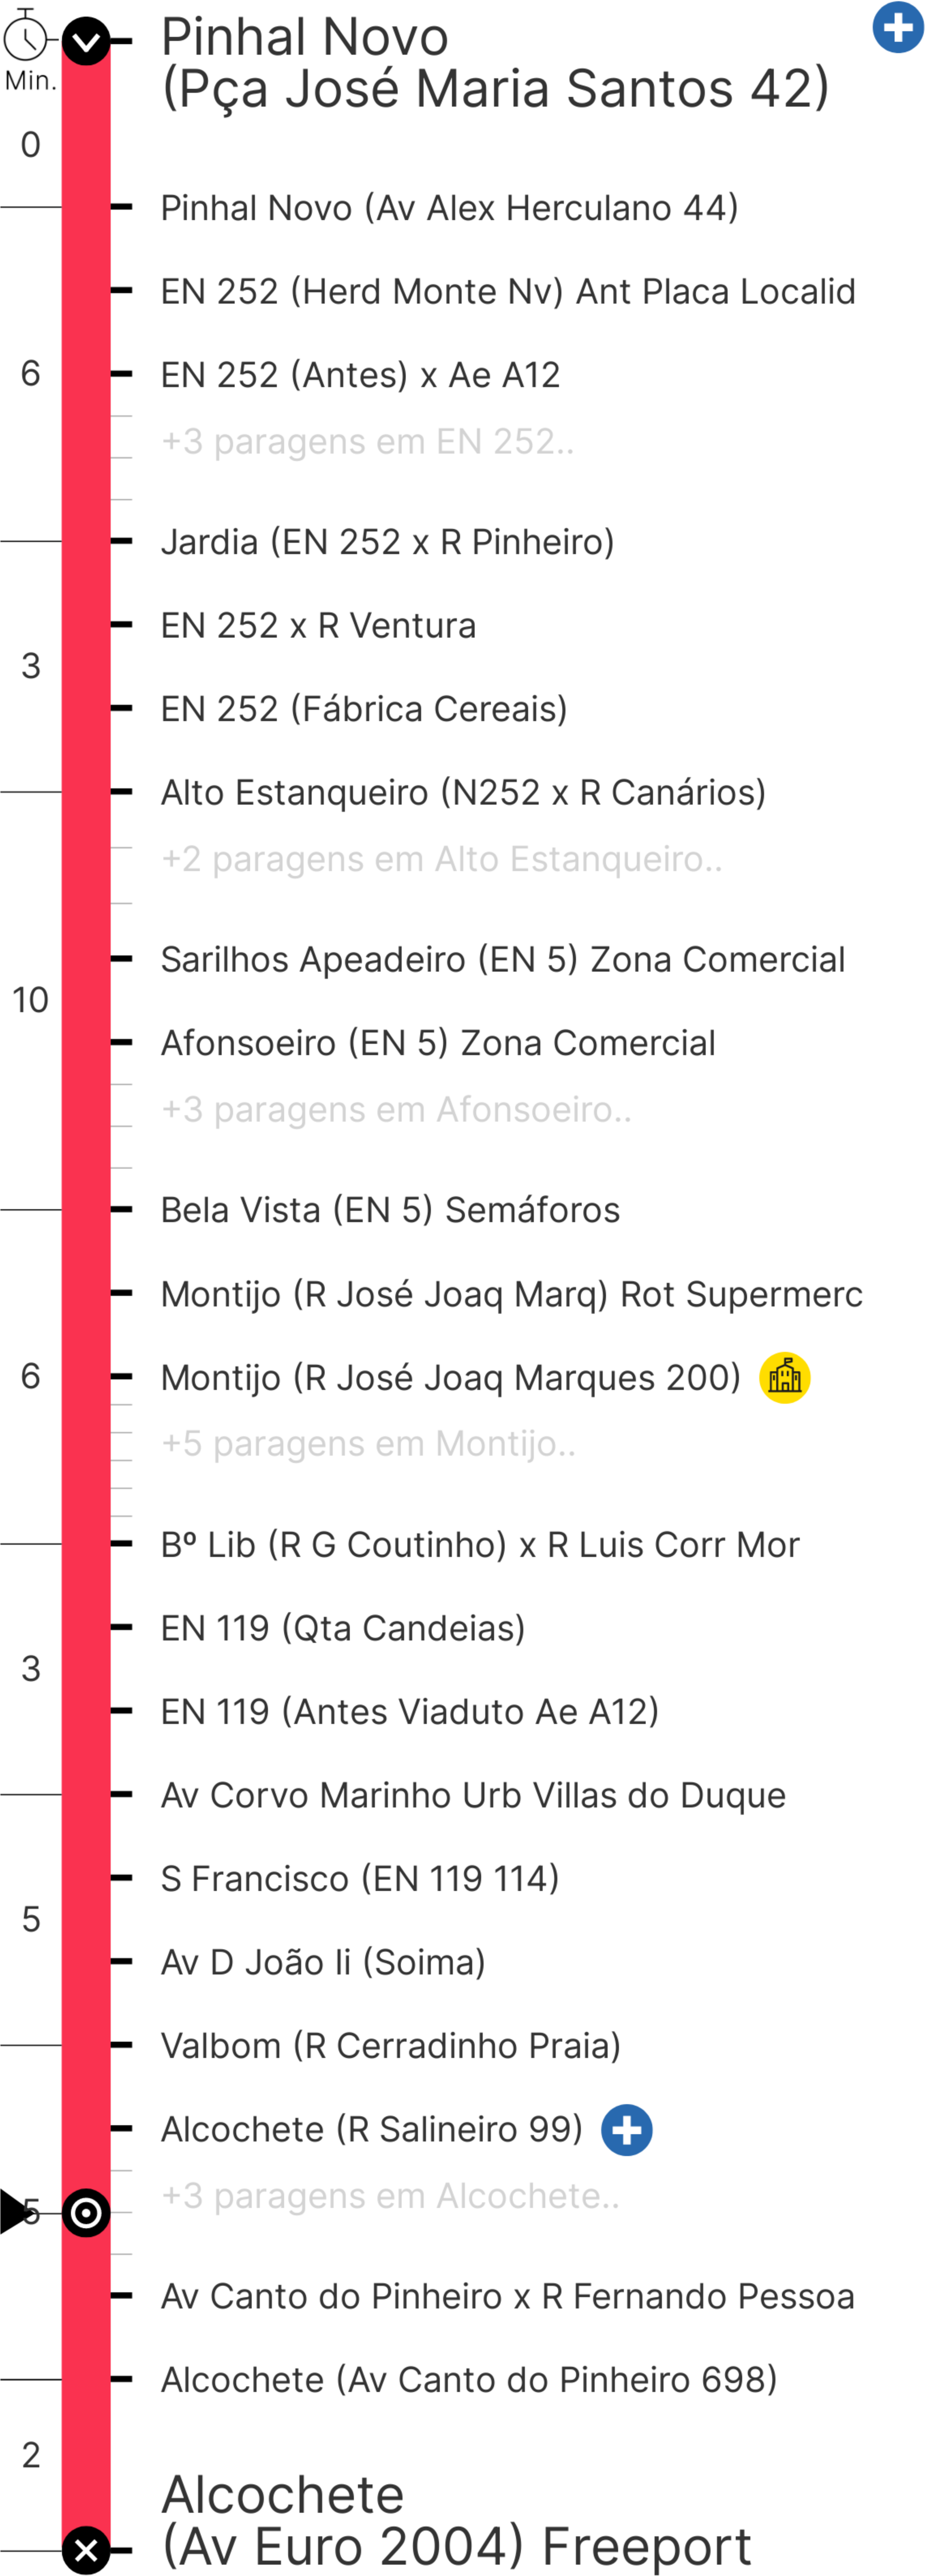 Pinhal Novo
(Pça José Maria Santos 42)
Min.
0
Pinhal Novo (Av Alex Herculano 44)
EN 252 (Herd Monte Nv) Ant Placa Localid
6
EN 252 (Antes) x Ae A12
+3 paragens em EN 252..
Jardia (EN 252 x R Pinheiro)
EN 252 x R Ventura
3
EN 252 (Fábrica Cereais)
Alto Estanqueiro (N252 x R Canários)
+2 paragens em Alto Estanqueiro..
Sarilhos Apeadeiro (EN 5) Zona Comercial
10
Afonsoeiro (EN 5) Zona Comercial
+3 paragens em Afonsoeiro..
Bela Vista (EN 5) Semáforos
Montijo (R José Joaq Marq) Rot Supermerc
6
Montijo (R José Joaq Marques 200)
+5 paragens em Montijo..
Bº Lib (R G Coutinho) x R Luis Corr Mor
EN 119 (Qta Candeias)
3
EN 119 (Antes Viaduto Ae A12)
Av Corvo Marinho Urb Villas do Duque
S Francisco (EN 119 114)
5
Av D João Ii (Soima)
Valbom (R Cerradinho Praia)
Alcochete (R Salineiro 99)
+3 paragens em Alcochete..
5
Av Canto do Pinheiro x R Fernando Pessoa
Alcochete (Av Canto do Pinheiro 698)
2
Alcochete
(Av Euro 2004) Freeport